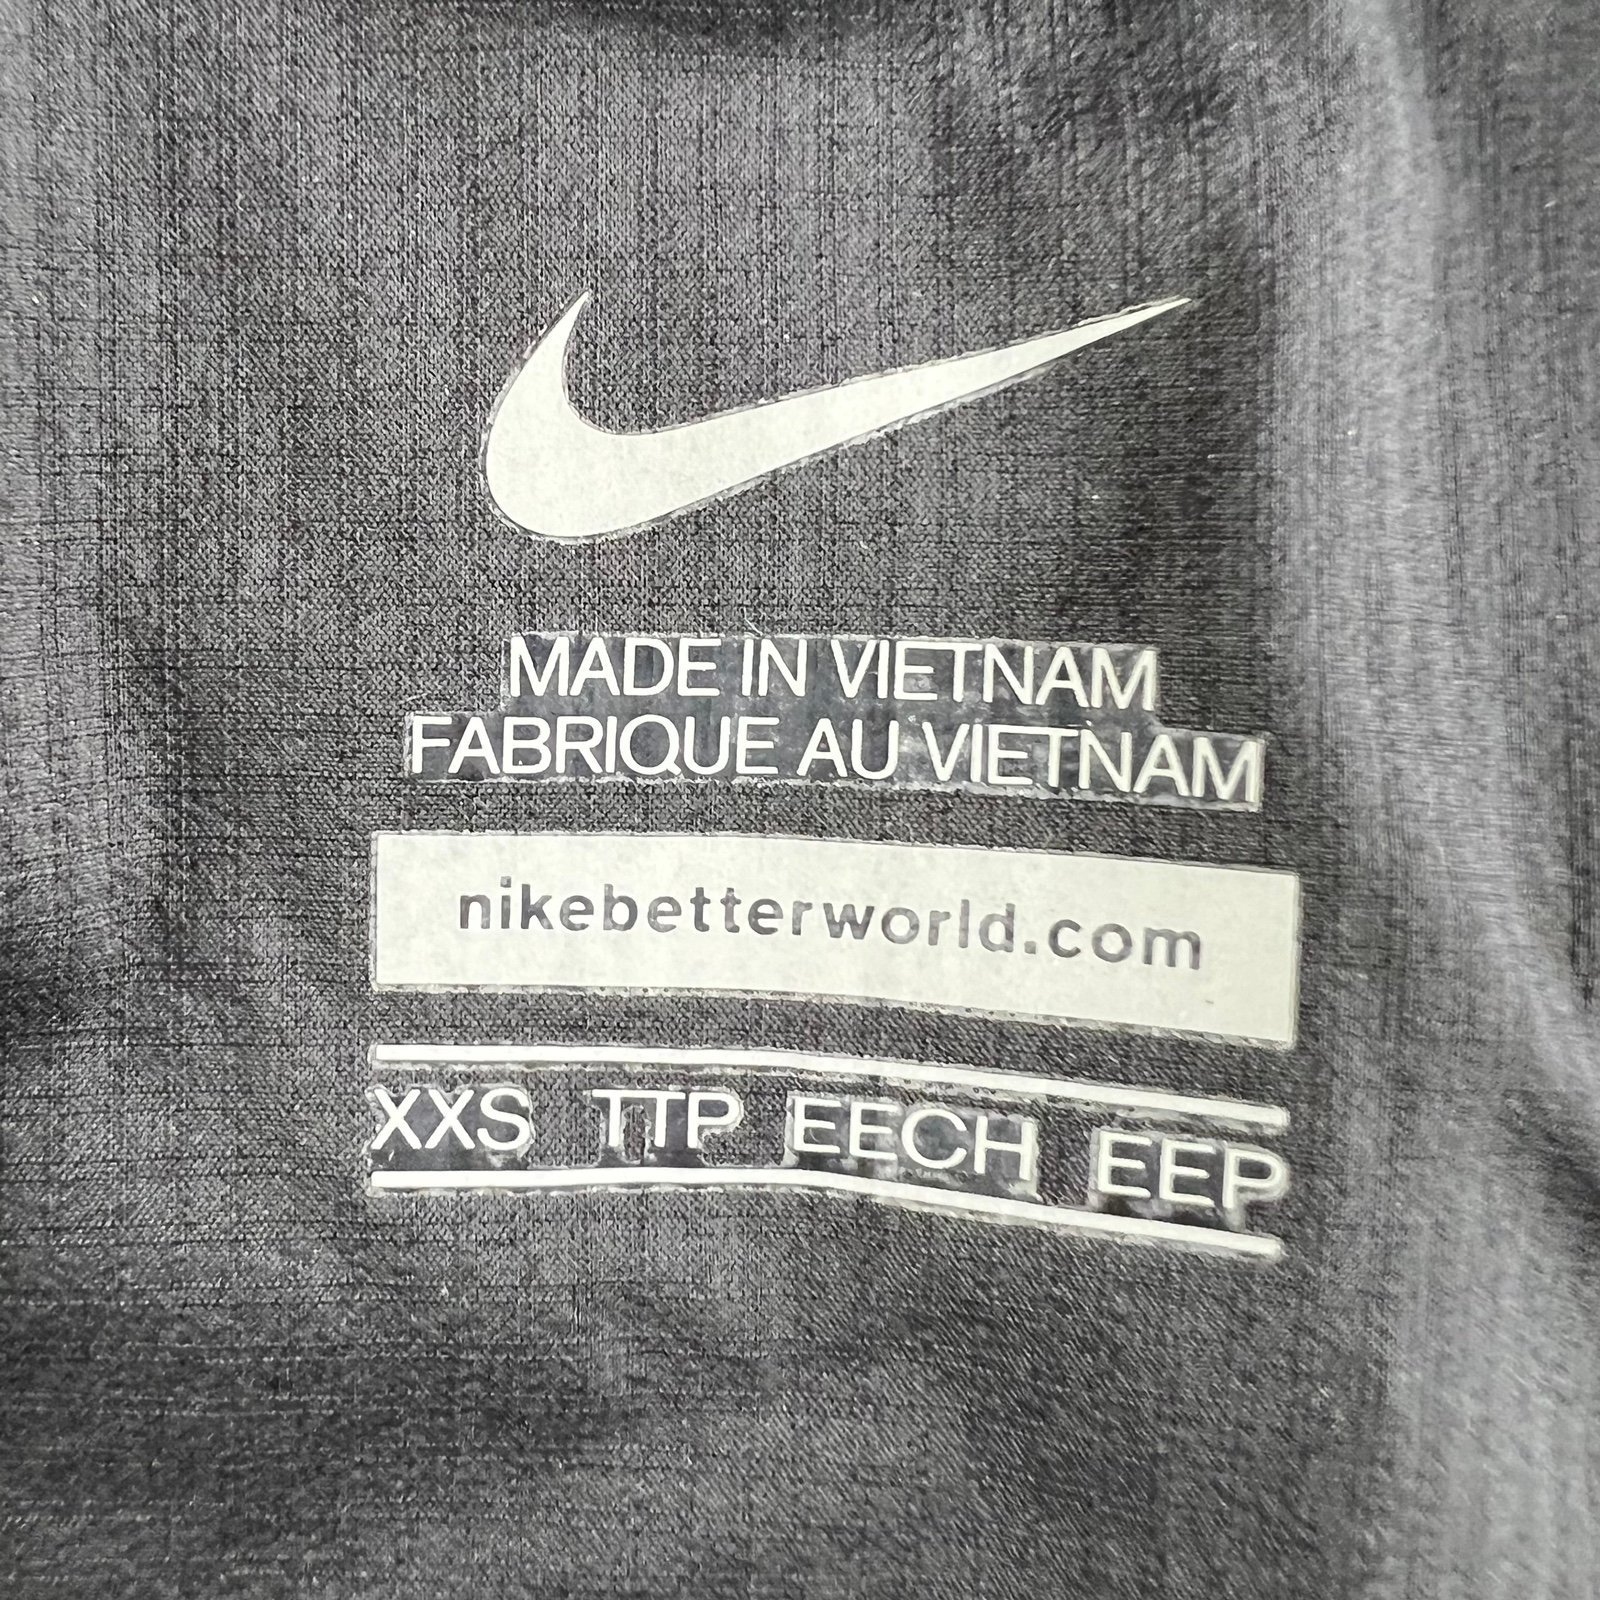 MADE IN VIETNAM
FABRIQUE AU VIETNAM
nikebetterworld.com
XXS TTP EECH EEP